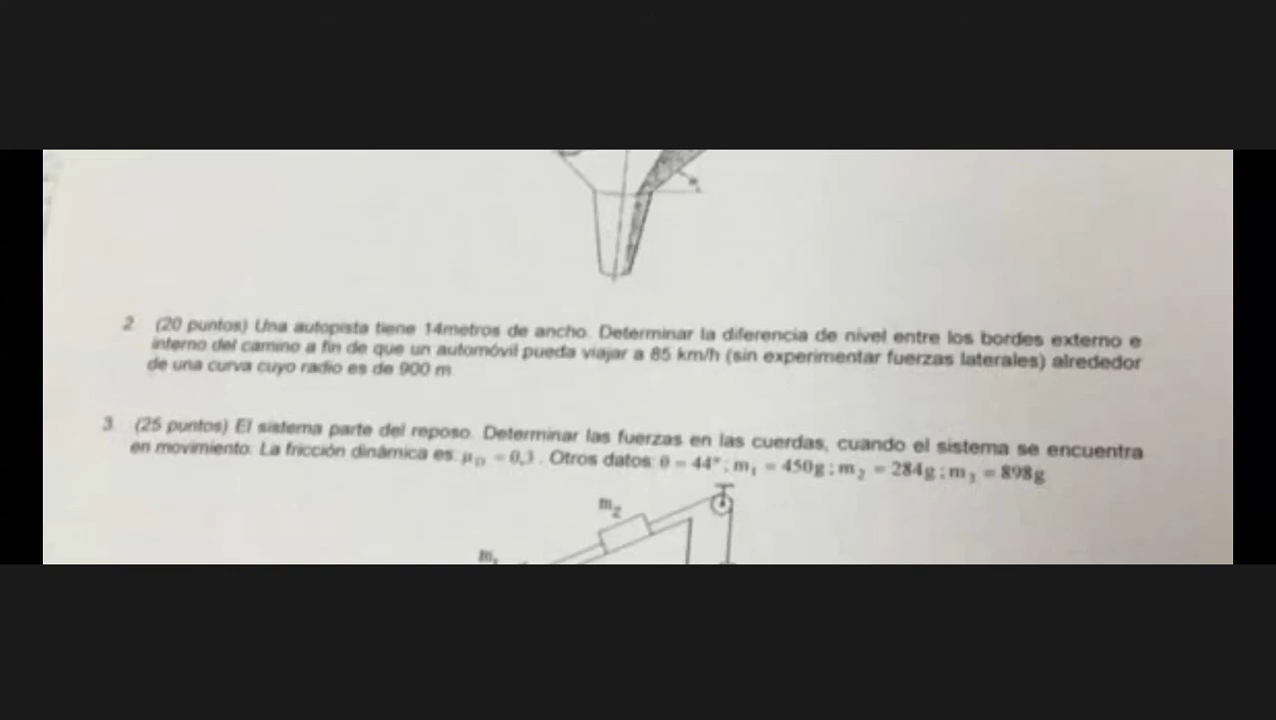 2 (20 puntos) Una autopista tiene 14metros de ancho. Determinar la diferencia de nivel entre los bordes externo e
interno del camino a fin de que un automóvil pueda viajar a 85 km/h (sin experimentar fuerzas laterales) alrededor
de una curva cuyo radio es de 900 m
3. (25 puntos) El sistema parte del reposo. Determinar las fuerzas en las cuerdas, cuando el sistema se encuentra
en movimiento. La fricción dinámica es: μ_D = 0,3 . Otros datos: θ = 44° ; m₁ = 450g ; m₂ = 284g ; m₃ = 898g
m₂
m₁